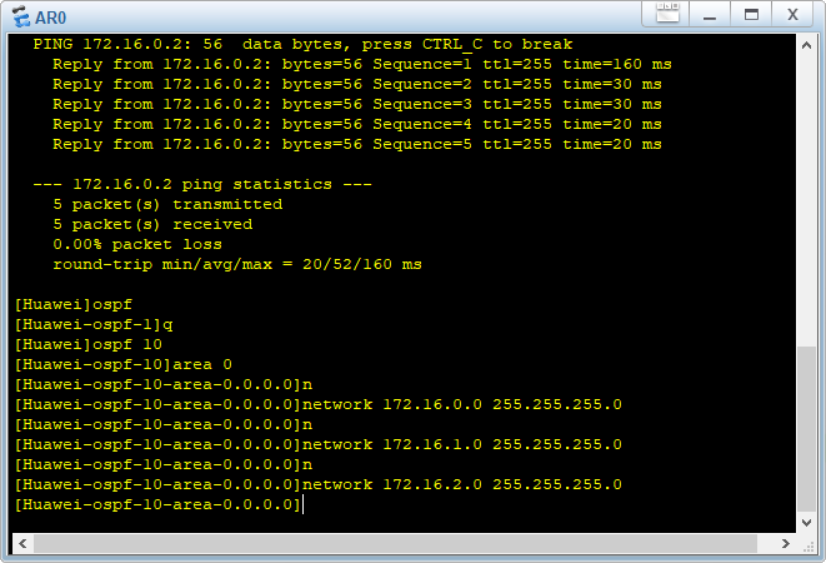 AR0
X
PING 172.16.0.2: 56  data bytes, press CTRL_C to break
Reply from 172.16.0.2: bytes=56 Sequence=1 ttl=255 time=160 ms
Reply from 172.16.0.2: bytes=56 Sequence=2 ttl=255 time=30 ms
Reply from 172.16.0.2: bytes=56 Sequence=3 ttl=255 time=30 ms
Reply from 172.16.0.2: bytes=56 Sequence=4 ttl=255 time=20 ms
Reply from 172.16.0.2: bytes=56 Sequence=5 ttl=255 time=20 ms
--- 172.16.0.2 ping statistics ---
5 packet(s) transmitted
5 packet(s) received
0.00% packet loss
round-trip min/avg/max = 20/52/160 ms
[Huawei]ospf
[Huawei-ospf-1]q
[Huawei]ospf 10
[Huawei-ospf-10]area 0
[Huawei-ospf-10-area-0.0.0.0]n
[Huawei-ospf-10-area-0.0.0.0]network 172.16.0.0 255.255.255.0
[Huawei-ospf-10-area-0.0.0.0]n
[Huawei-ospf-10-area-0.0.0.0]network 172.16.1.0 255.255.255.0
[Huawei-ospf-10-area-0.0.0.0]n
[Huawei-ospf-10-area-0.0.0.0]network 172.16.2.0 255.255.255.0
[Huawei-ospf-10-area-0.0.0.0]